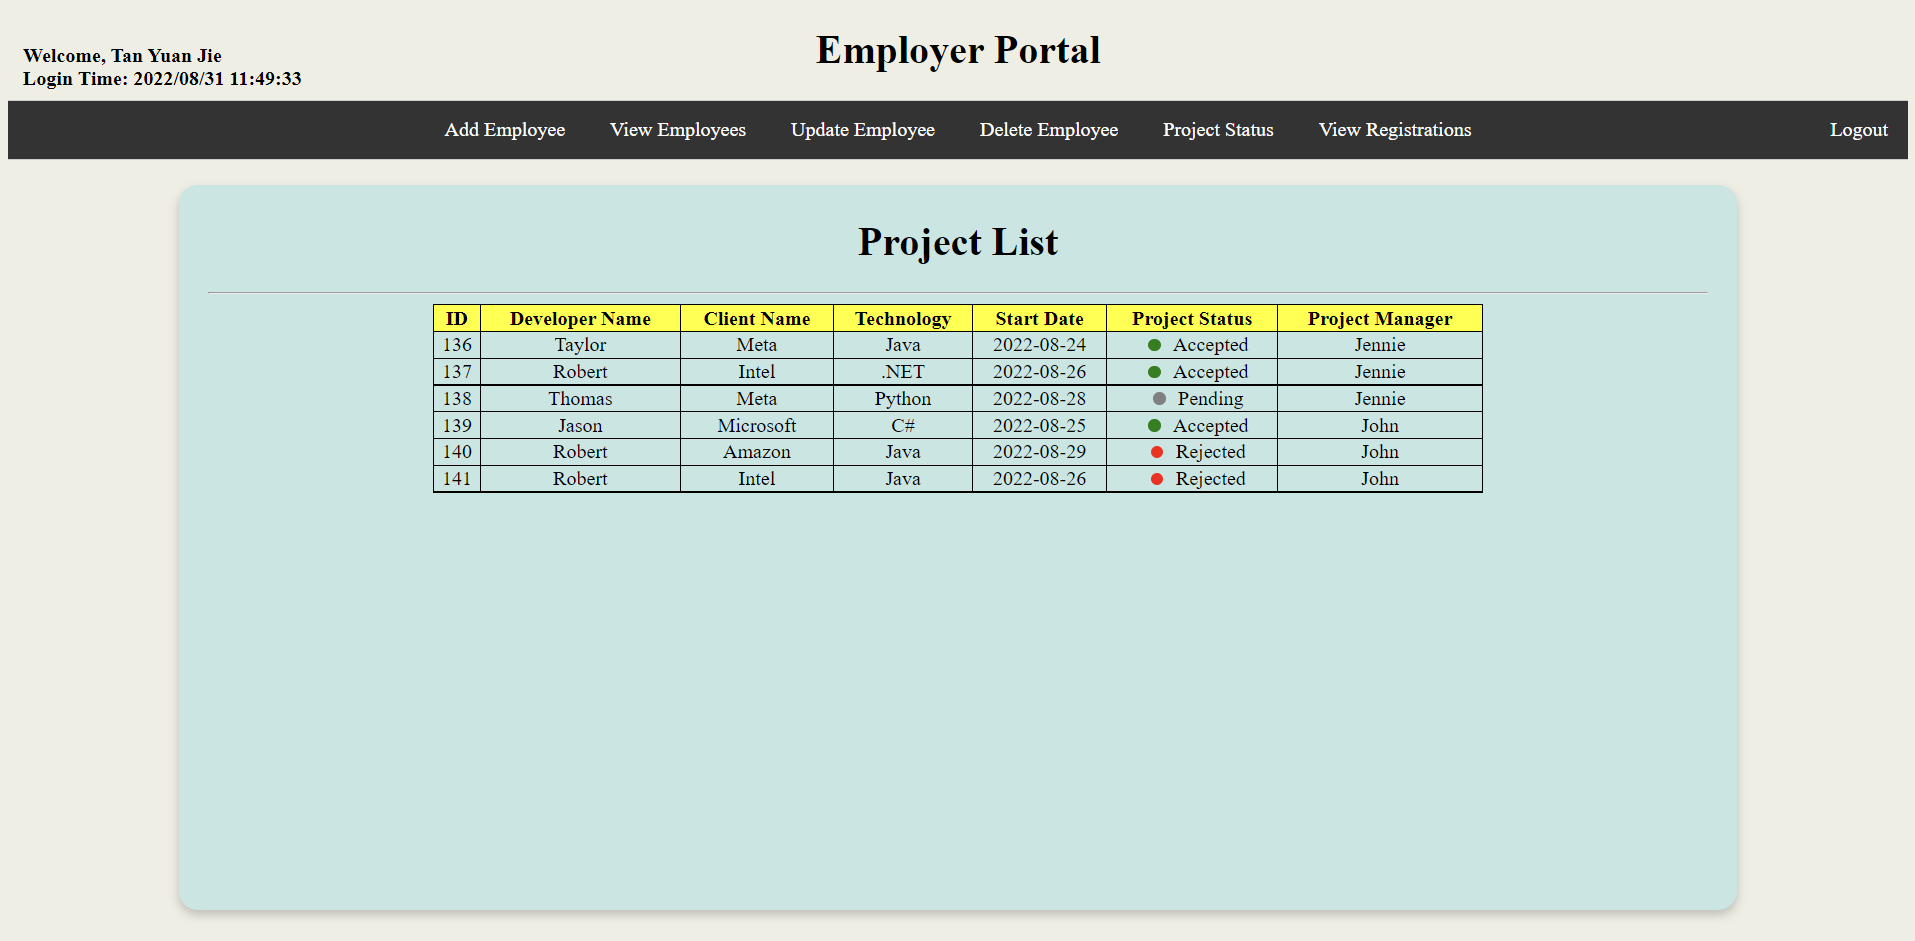 Employer Portal
Welcome, Tan Yuan Jie
Login Time: 2022/08/31 11:49:33
Add Employee View Employees Update Employee Delete Employee Project Status View Registrations Logout
Project List
ID Developer Name Client Name Technology Start Date Project Status Project Manager
136 Taylor Meta Java 2022-08-24 Accepted Jennie
137 Robert Intel .NET 2022-08-26 Accepted Jennie
138 Thomas Meta Python 2022-08-28 Pending Jennie
139 Jason Microsoft C# 2022-08-25 Accepted John
140 Robert Amazon Java 2022-08-29 Rejected John
141 Robert Intel Java 2022-08-26 Rejected John